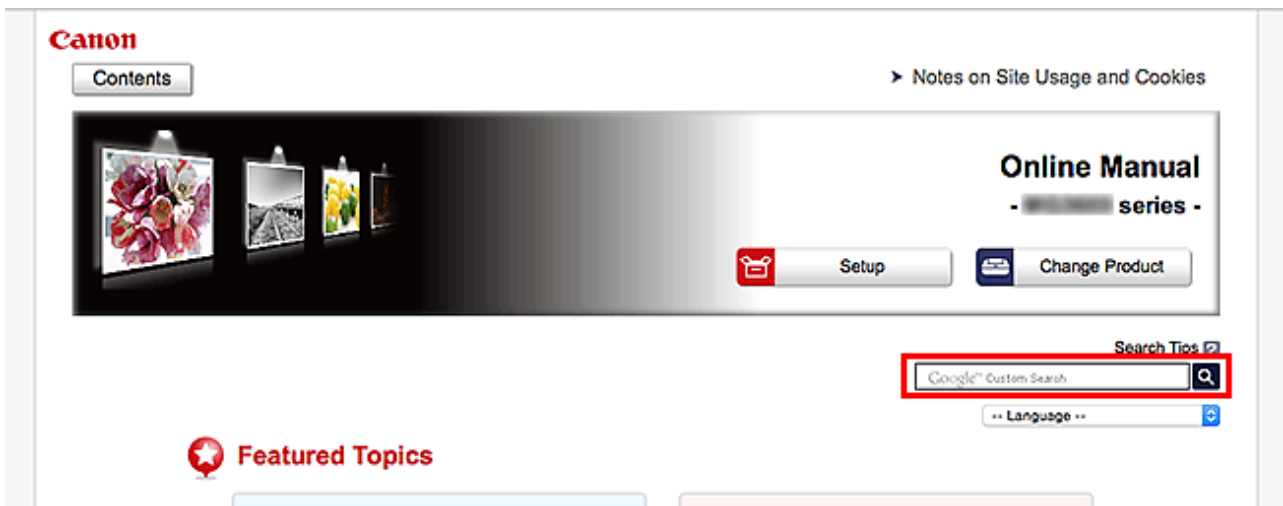 Canon
Contents
Notes on Site Usage and Cookies
Online Manual
- series -
Setup
Change Product
Search Tips
Google™ Custom Search
-- Language --
Featured Topics